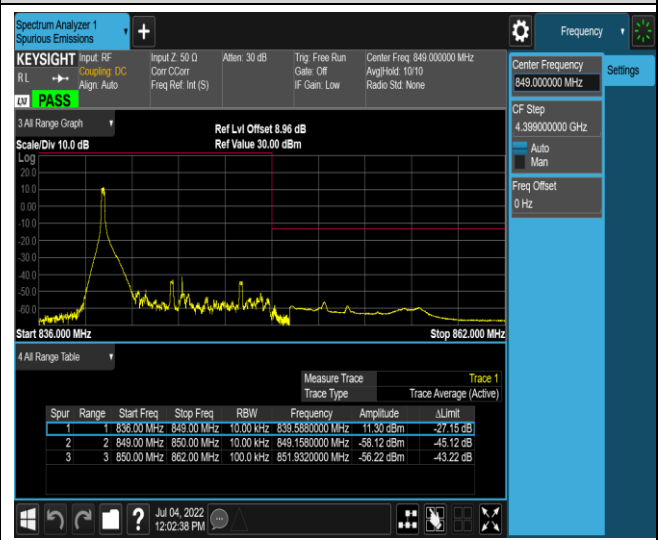 Spectrum Analyzer 1
Spurious Emissions
Frequency
KEYSIGHT Input: RF Input Z: 50 Ω Atten: 30 dB Trig: Free Run Center Freq: 849.000000 MHz
RL Coupling: DC Corr CCorr Gate: Off Avg|Hold: 10/10
Align: Auto Freq Ref: Int (S) IF Gain: Low Radio Std: None
LW PASS
Center Frequency
849.000000 MHz
Settings
CF Step
4.399000000 GHz
Auto
Man
Freq Offset
0 Hz
3 All Range Graph
Ref Lvl Offset 8.96 dB
Scale/Div 10.0 dB Ref Value 30.00 dBm
Log
20.0
10.0
0.00
-10.0
-20.0
-30.0
-40.0
-50.0
-60.0
Start 836.000 MHz Stop 862.000 MHz
4 All Range Table
Measure Trace Trace 1
Trace Type Trace Average (Active)
Spur Range Start Freq Stop Freq RBW Frequency Amplitude ΔLimit
1 1 836.00 MHz 849.00 MHz 10.00 kHz 839.5880000 MHz 11.30 dBm -27.15 dB
2 2 849.00 MHz 850.00 MHz 10.00 kHz 849.1580000 MHz -58.12 dBm -45.12 dB
3 3 850.00 MHz 862.00 MHz 100.0 kHz 851.9320000 MHz -56.22 dBm -43.22 dB
Jul 04, 2022
12:02:38 PM